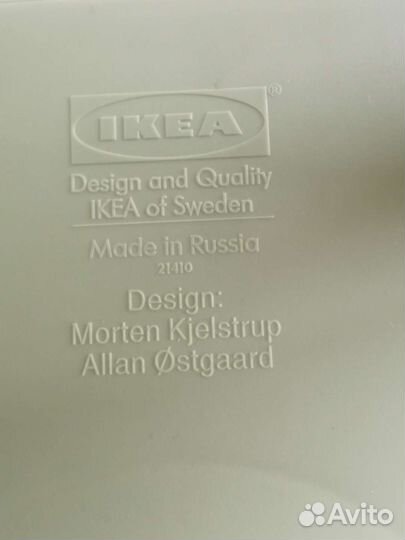 IKEA®
Design and Quality
IKEA of Sweden
Made in Russia
21410
Design:
Morten Kjelstrup
Allan Østgaard
Avito